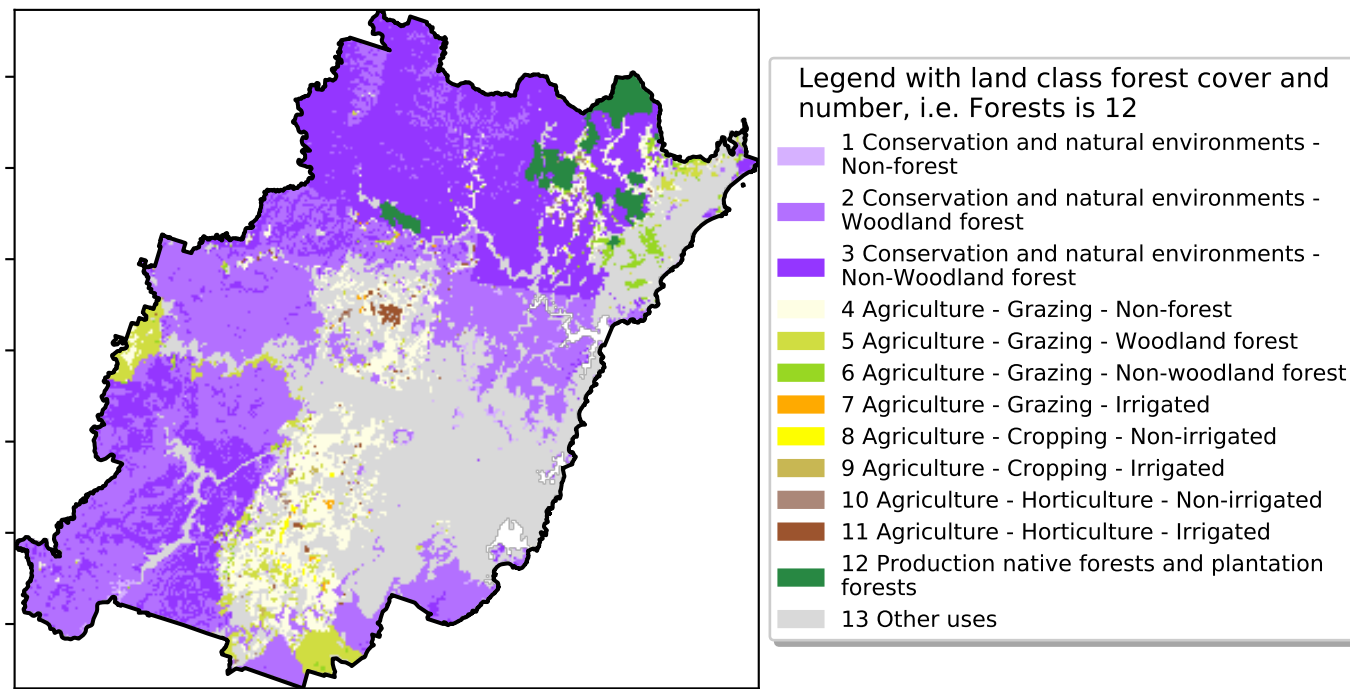 Legend with land class forest cover and
number, i.e. Forests is 12
1 Conservation and natural environments -
Non-forest
2 Conservation and natural environments -
Woodland forest
3 Conservation and natural environments -
Non-Woodland forest
4 Agriculture - Grazing - Non-forest
5 Agriculture - Grazing - Woodland forest
6 Agriculture - Grazing - Non-woodland forest
7 Agriculture - Grazing - Irrigated
8 Agriculture - Cropping - Non-irrigated
9 Agriculture - Cropping - Irrigated
10 Agriculture - Horticulture - Non-irrigated
11 Agriculture - Horticulture - Irrigated
12 Production native forests and plantation
forests
13 Other uses